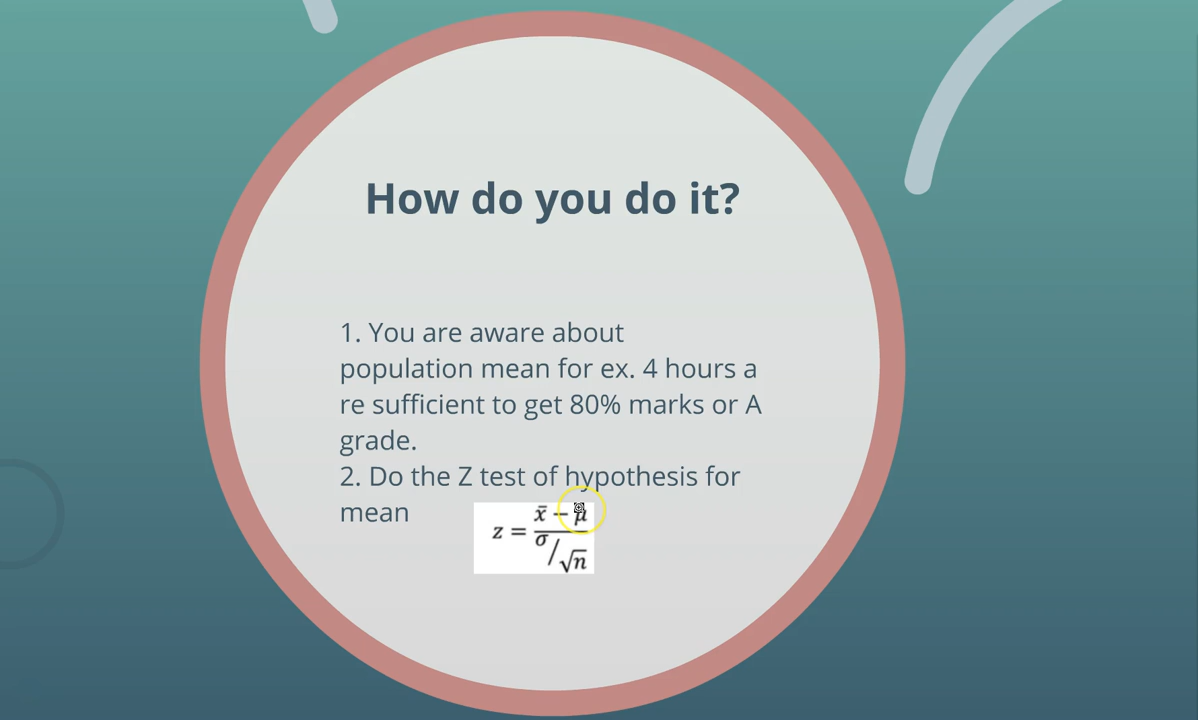 How do you do it?
1. You are aware about
population mean for ex. 4 hours a
re sufficient to get 80% marks or A
grade.
2. Do the Z test of hypothesis for
mean
z = x̄ − μ / σ/√n